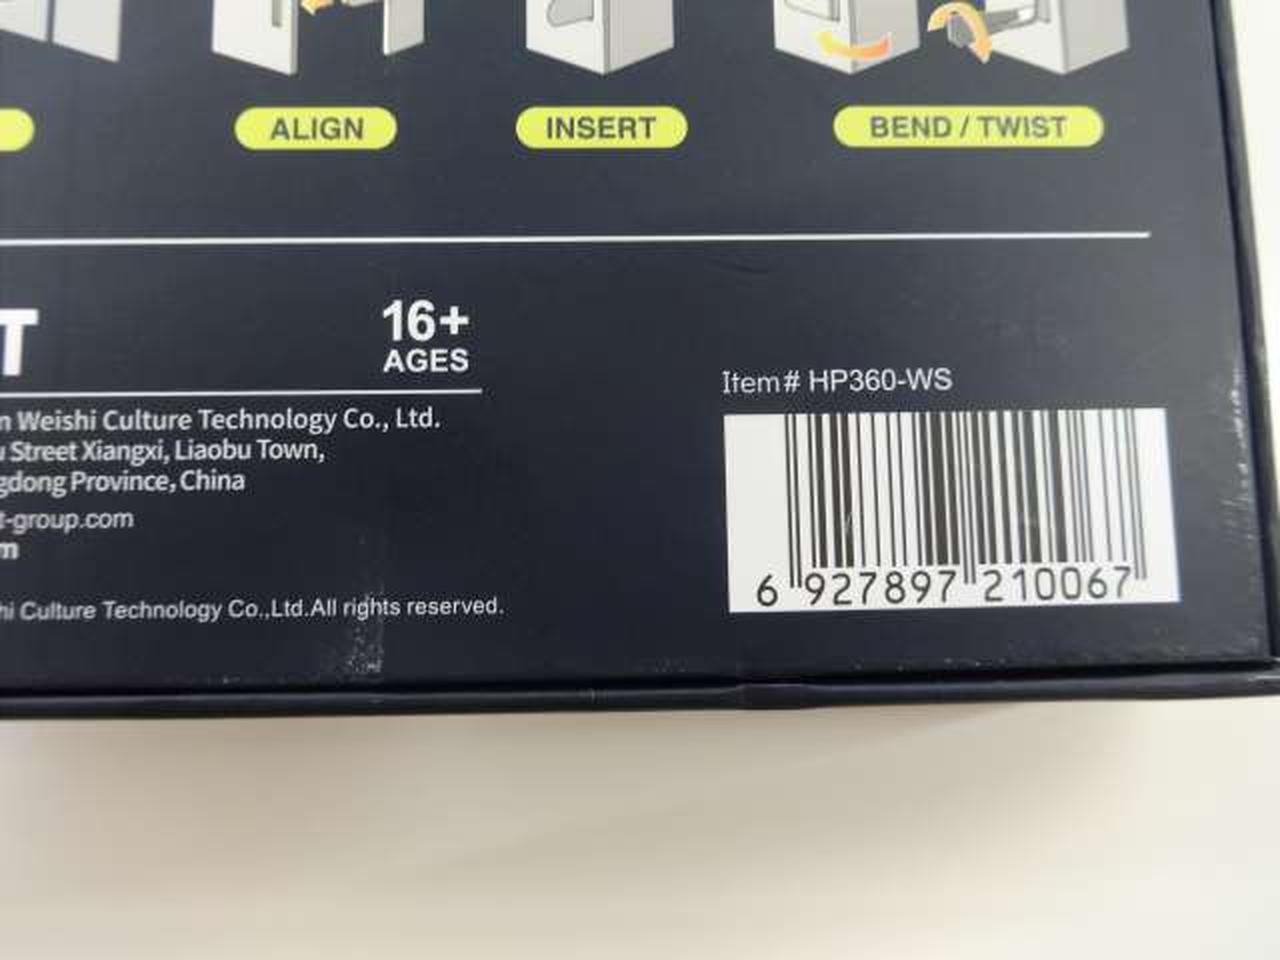 ALIGN
INSERT
BEND / TWIST
16+
AGES
Item# HP360-WS
Weishi Culture Technology Co., Ltd.
Street Xiangxi, Liaobu Town,
Province, China
t-group.com
Culture Technology Co.,Ltd.All rights reserved.
6 927897 210067